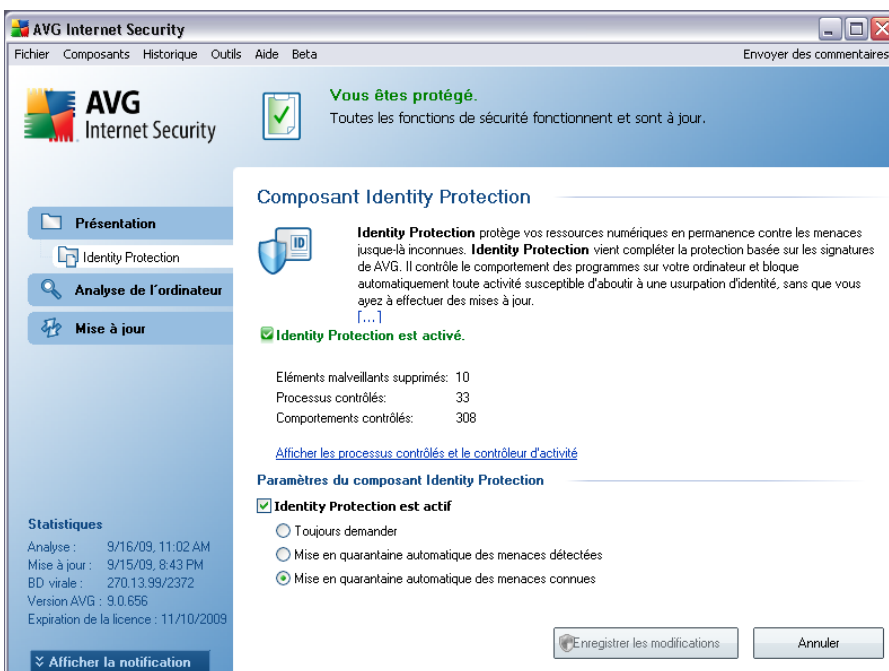 AVG Internet Security
Fichier Composants Historique Outils Aide Beta Envoyer des commentaires
AVG
Internet Security
Vous êtes protégé.
Toutes les fonctions de sécurité fonctionnent et sont à jour.
Présentation
Identity Protection
Analyse de l'ordinateur
Mise à jour
Composant Identity Protection
ID
Identity Protection protège vos ressources numériques en permanence contre les menaces
jusque-là inconnues. Identity Protection vient compléter la protection basée sur les signatures
de AVG. Il contrôle le comportement des programmes sur votre ordinateur et bloque
automatiquement toute activité susceptible d'aboutir à une usurpation d'identité, sans que vous
ayez à effectuer des mises à jour.
[...]
Identity Protection est activé.
Eléments malveillants supprimés: 10
Processus contrôlés: 33
Comportements contrôlés: 308
Afficher les processus contrôlés et le contrôleur d'activité
Paramètres du composant Identity Protection
Identity Protection est actif
Toujours demander
Mise en quarantaine automatique des menaces détectées
Mise en quarantaine automatique des menaces connues
Statistiques
Analyse : 9/16/09, 11:02 AM
Mise à jour : 9/15/09, 8:43 PM
BD virale : 270.13.99/2372
Version AVG : 9.0.656
Expiration de la licence : 11/10/2009
Afficher la notification
Enregistrer les modifications
Annuler